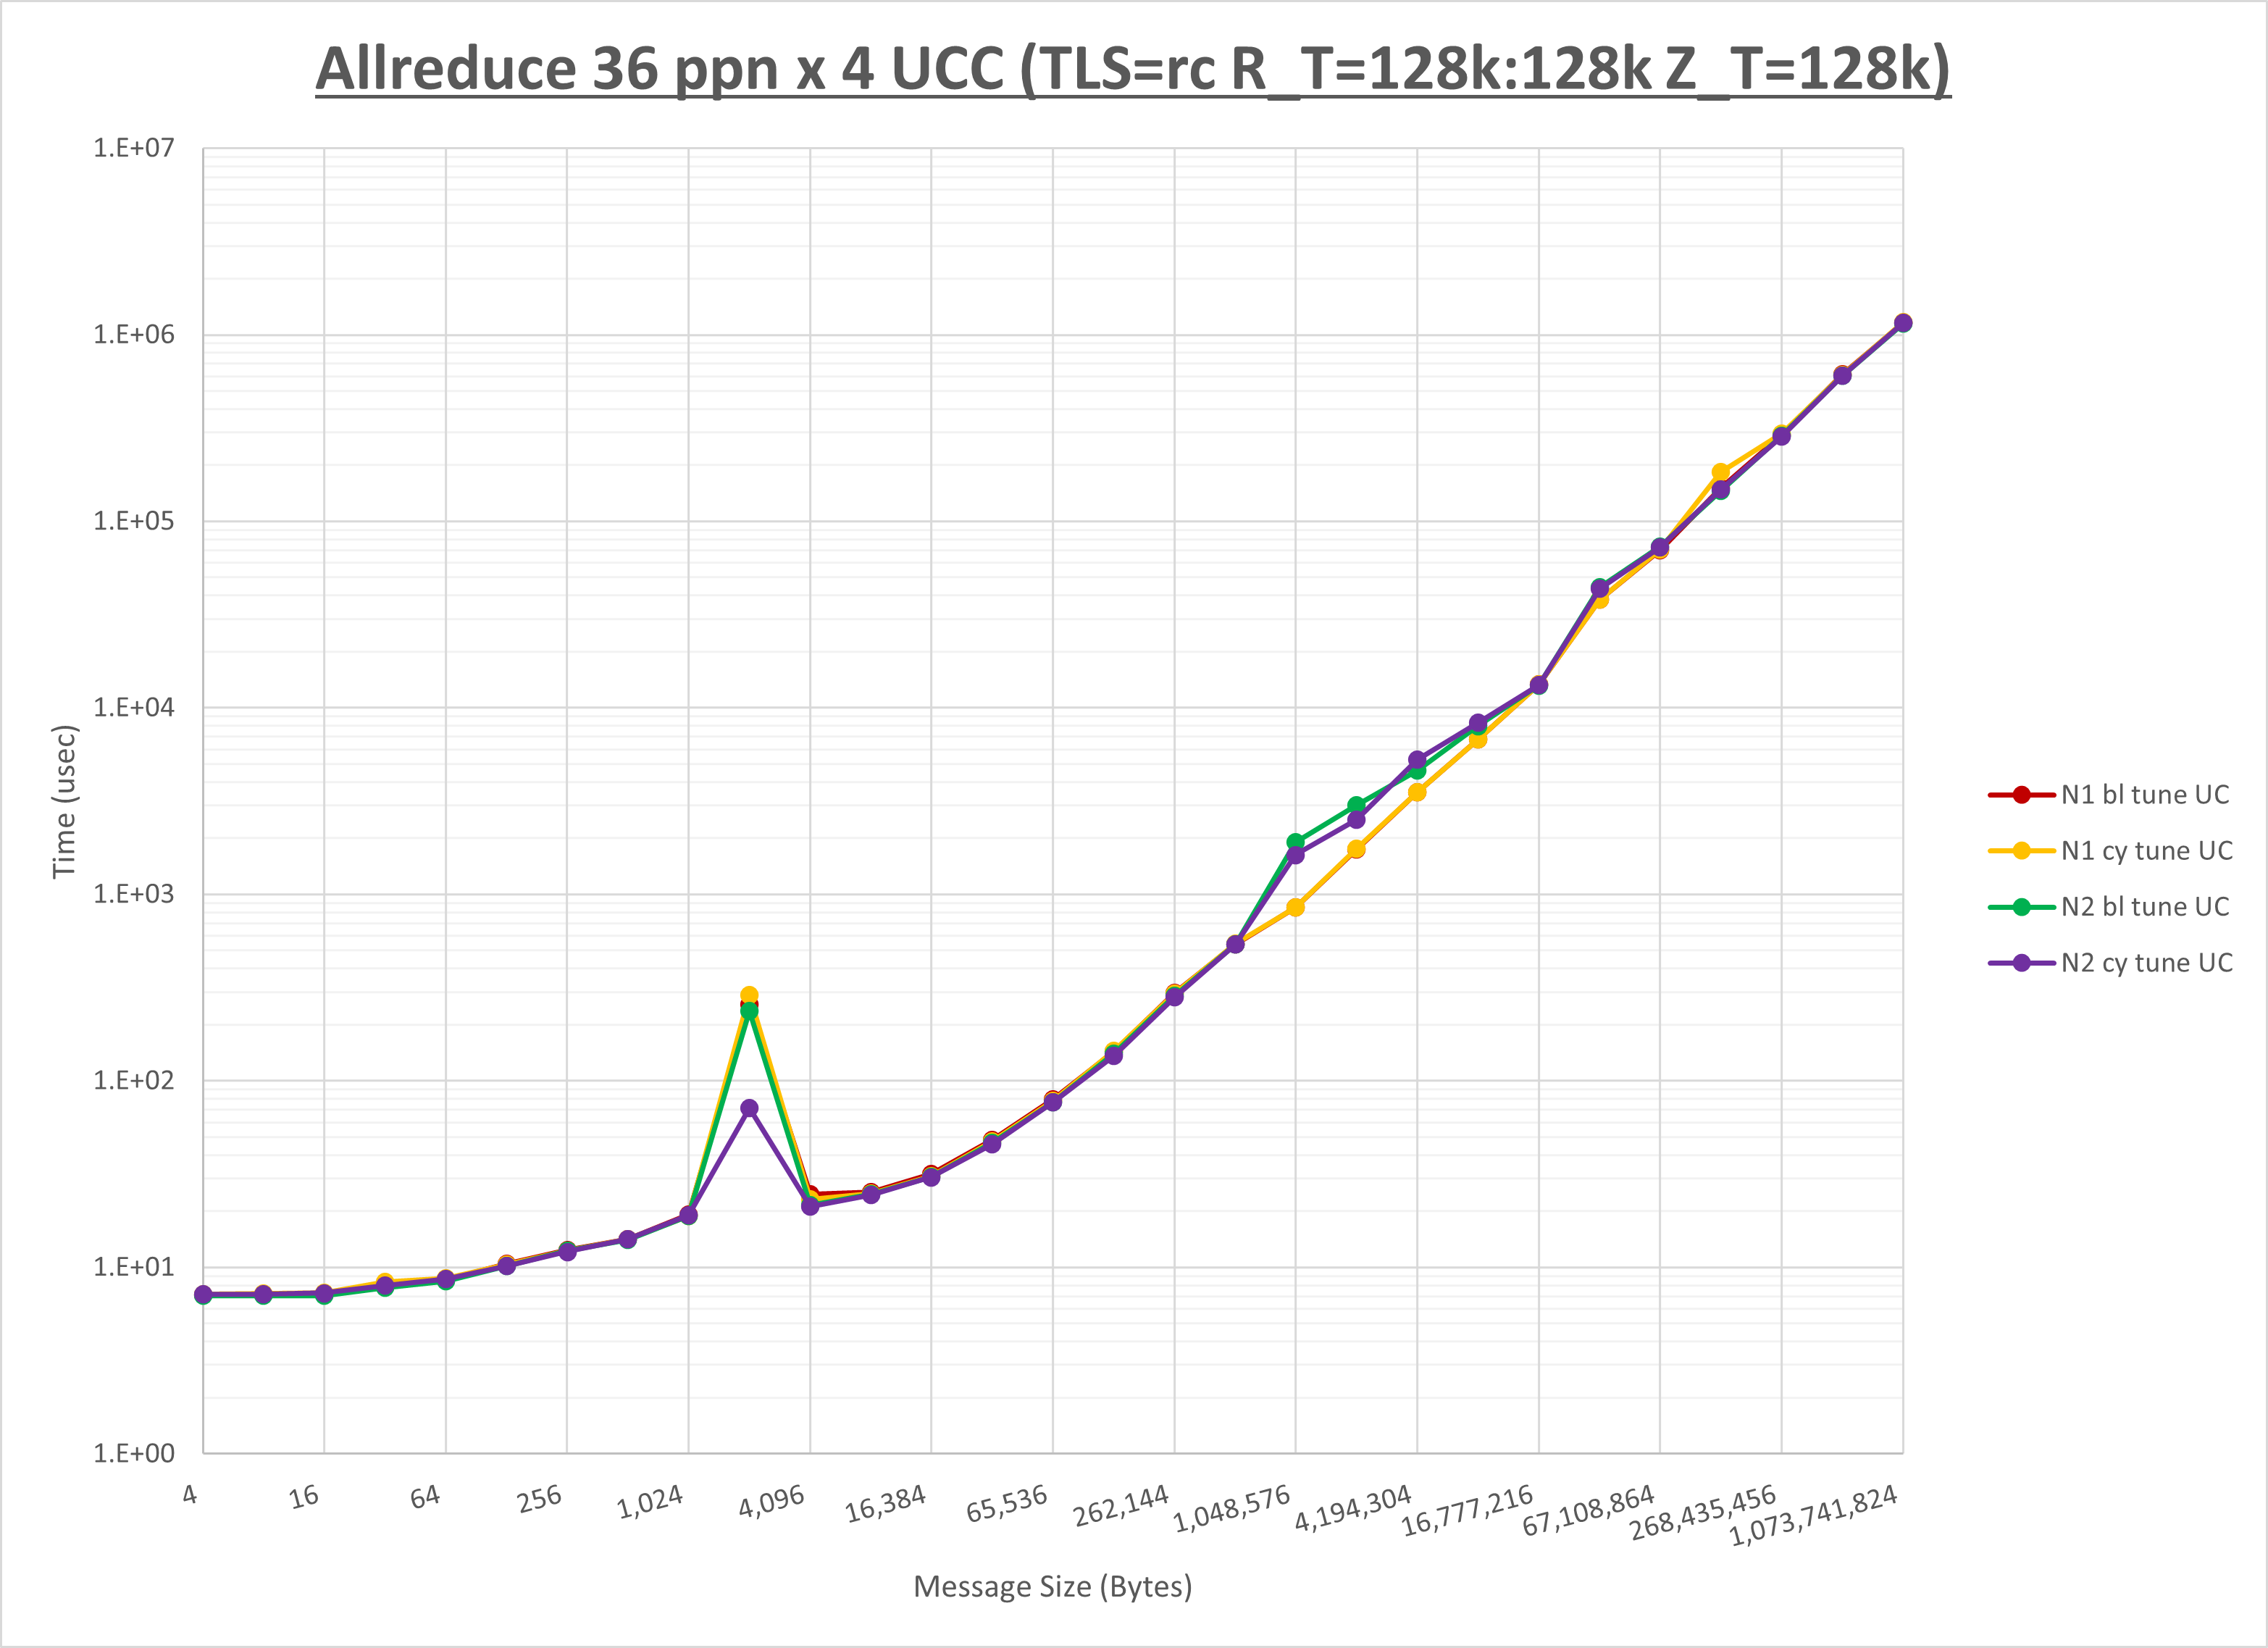 Allreduce 36 ppn x 4 UCC (TLS=rc R_T=128k:128k Z_T=128k)
1.E+07
1.E+06
1.E+05
1.E+04
1.E+03
1.E+02
1.E+01
1.E+00
Time (usec)
4
16
64
256
1,024
4,096
16,384
65,536
262,144
1,048,576
4,194,304
16,777,216
67,108,864
268,435,456
1,073,741,824
Message Size (Bytes)
N1 bl tune UC
N1 cy tune UC
N2 bl tune UC
N2 cy tune UC